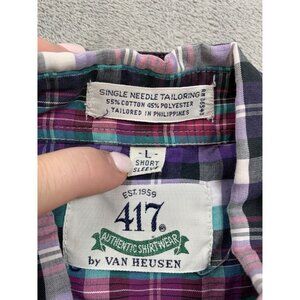 SINGLE NEEDLE TAILORING
55% COTTON 45% POLYESTER
TAILORED IN PHILIPPINES
- L -
SHORT
SLEEVE
EST. 1959
417®
AUTHENTIC SHIRTWEAR
by VAN HEUSEN